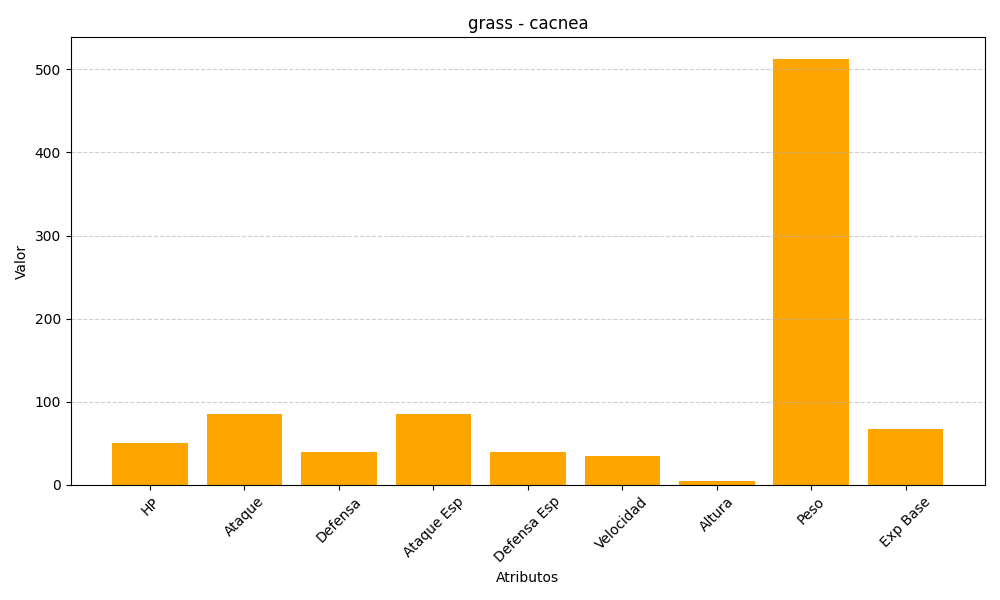 grass - cacnea
Valor
500
400
300
200
100
0
HP
Ataque
Defensa
Ataque Esp
Defensa Esp
Velocidad
Altura
Peso
Exp Base
Atributos